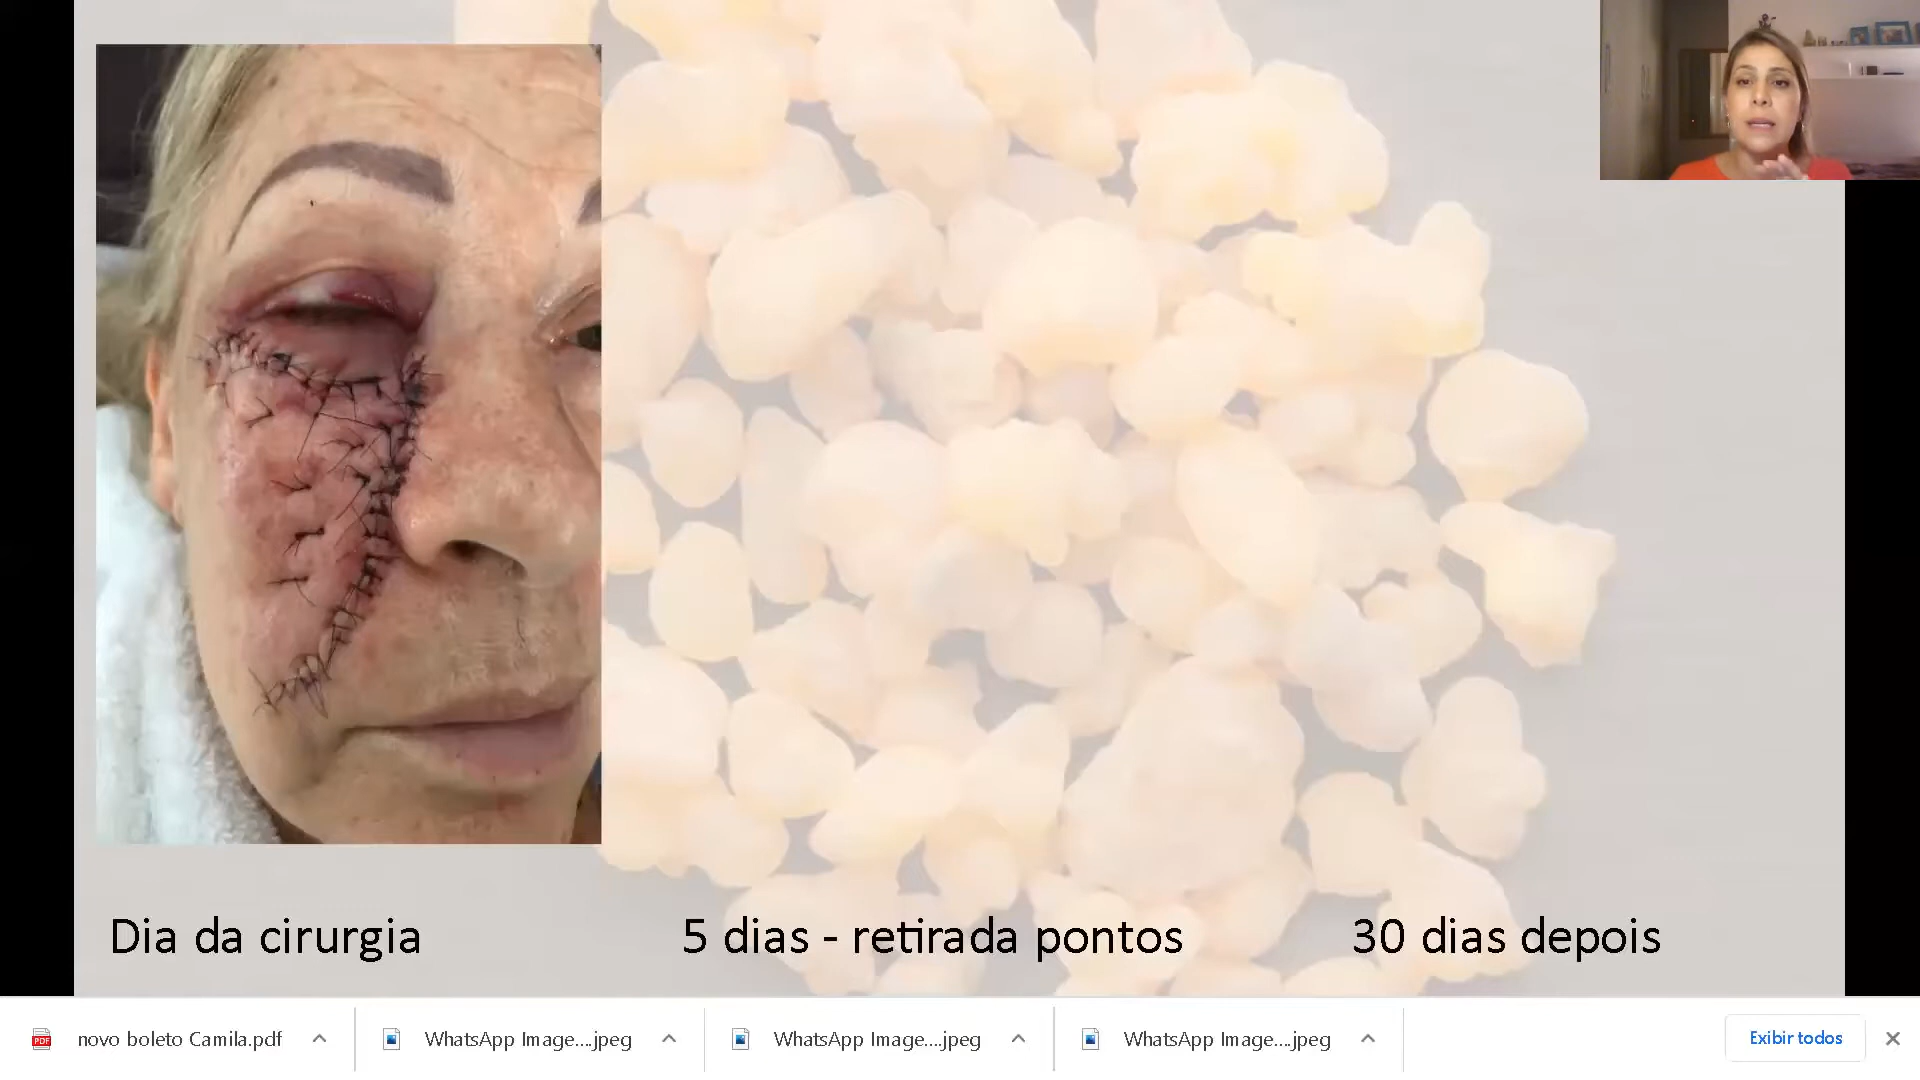 Dia da cirurgia
5 dias - retirada pontos
30 dias depois
novo boleto Camila.pdf
WhatsApp Image....jpeg
WhatsApp Image....jpeg
WhatsApp Image....jpeg
Exibir todos